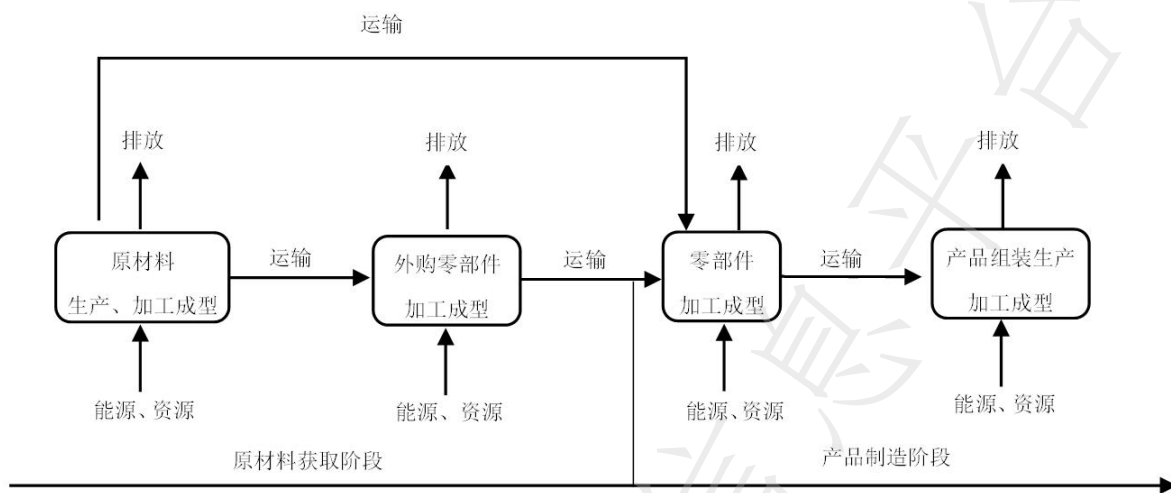 运输
排放
排放
排放
排放
原材料
生产、加工成型
运输
外购零部件
加工成型
运输
零部件
加工成型
运输
产品组装生产
加工成型
能源、资源
能源、资源
能源、资源
能源、资源
原材料获取阶段
产品制造阶段